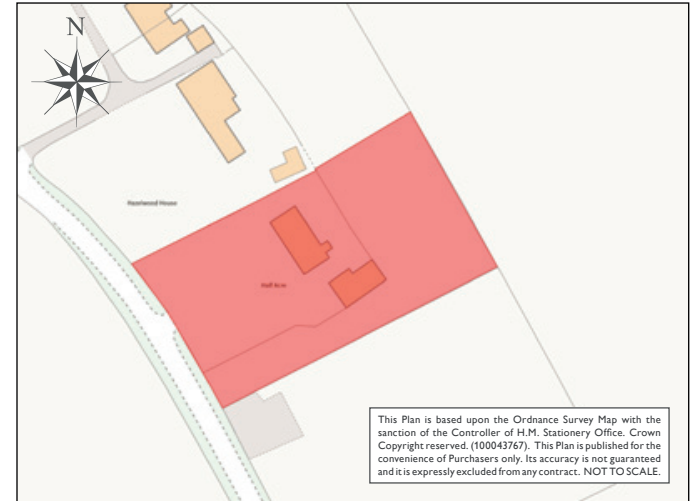 N
Hazelwood House
Half Acre
This Plan is based upon the Ordnance Survey Map with the
sanction of the Controller of H.M. Stationery Office. Crown
Copyright reserved. (100043767). This Plan is published for the
convenience of Purchasers only. Its accuracy is not guaranteed
and it is expressly excluded from any contract. NOT TO SCALE.